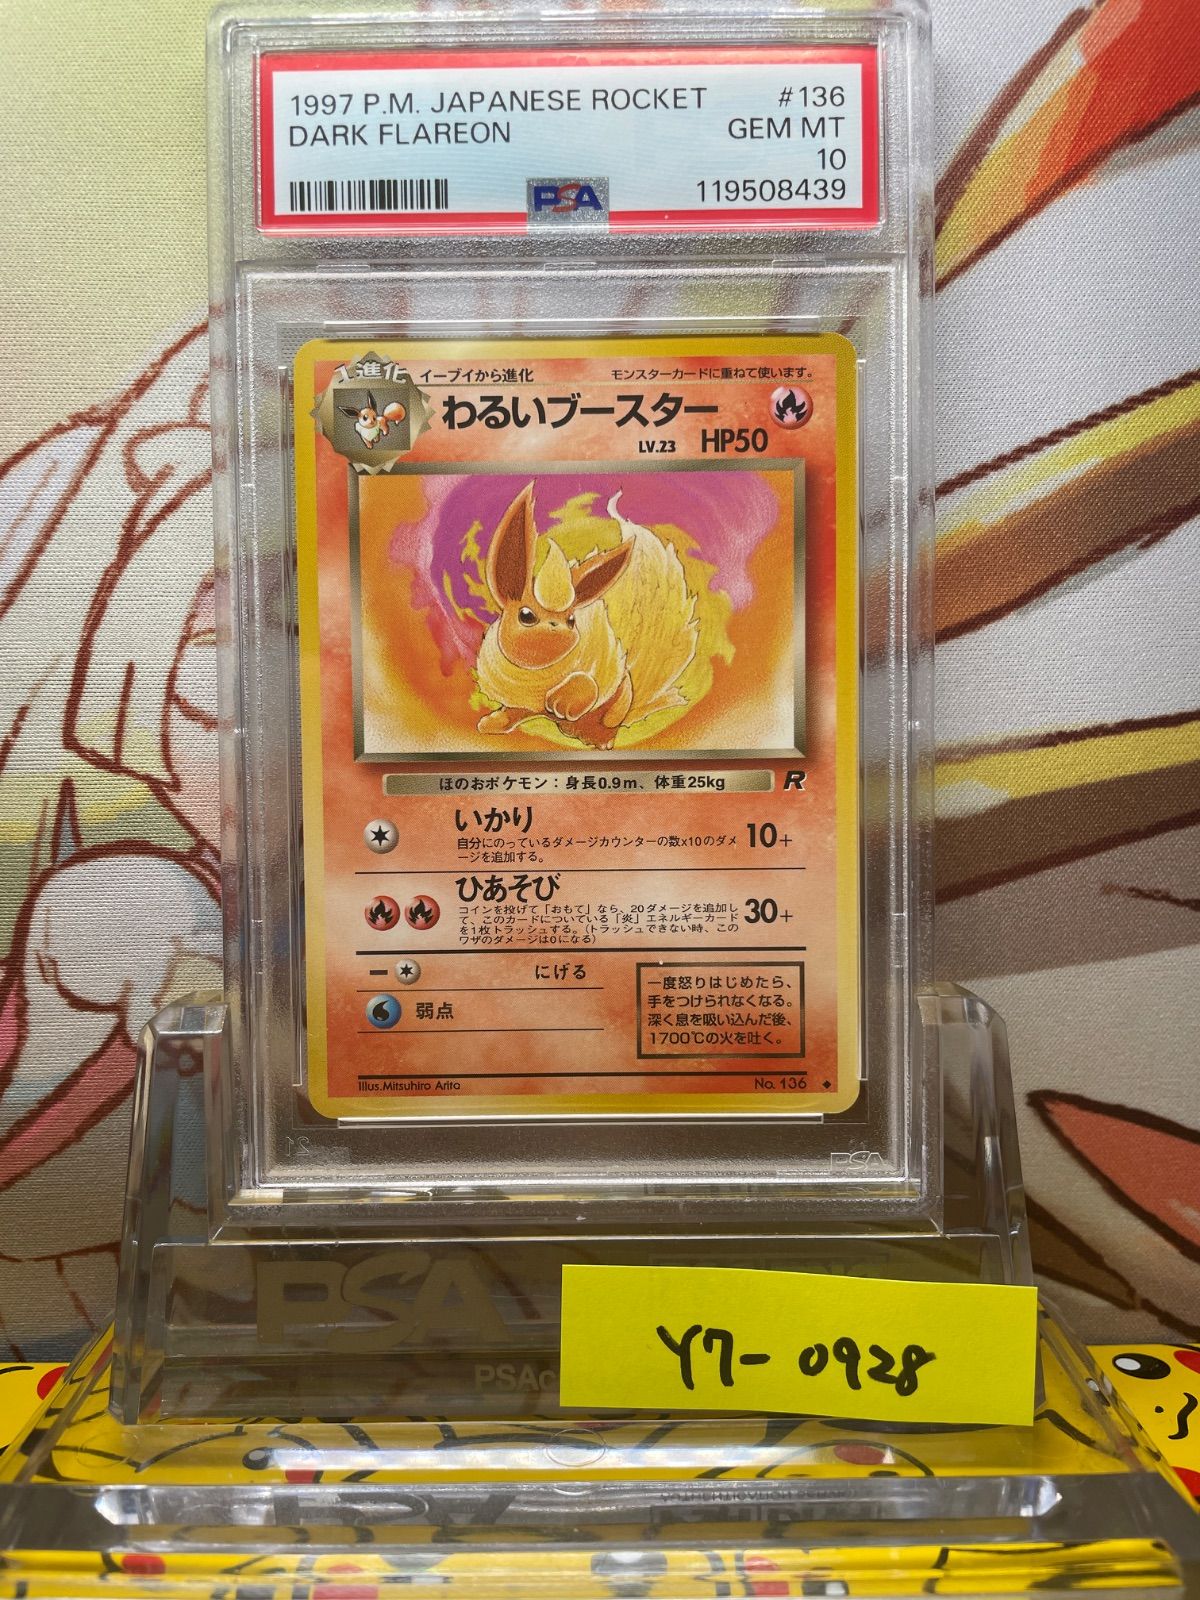 1997 P.M. JAPANESE ROCKET #136
DARK FLAREON GEM MT
10
PSA 119508439
1進化 イーブイから進化 モンスターカードに重ねて使います。
わるいブースター
LV.23 HP50
ほのおポケモン：身長0.9m、体重25kg R
いかり
自分にのっているダメージカウンターの数×10のダメ
ージを追加する。
10+
ひあそび
コインを投げて「おもて」なら、20ダメージを追加し
て、このカードについている「炎」エネルギーカード
を1枚トラッシュする。(トラッシュできない時、この
ワザのダメージは0になる)
30+
にげる
弱点
一度怒りはじめたら、
手をつけられなくなる。
深く息を吸い込んだ後、
1700℃の火を吐く。
Illus.Mitsuhiro Arita No. 136
PSA
PSA
PSAc
Y7-0928